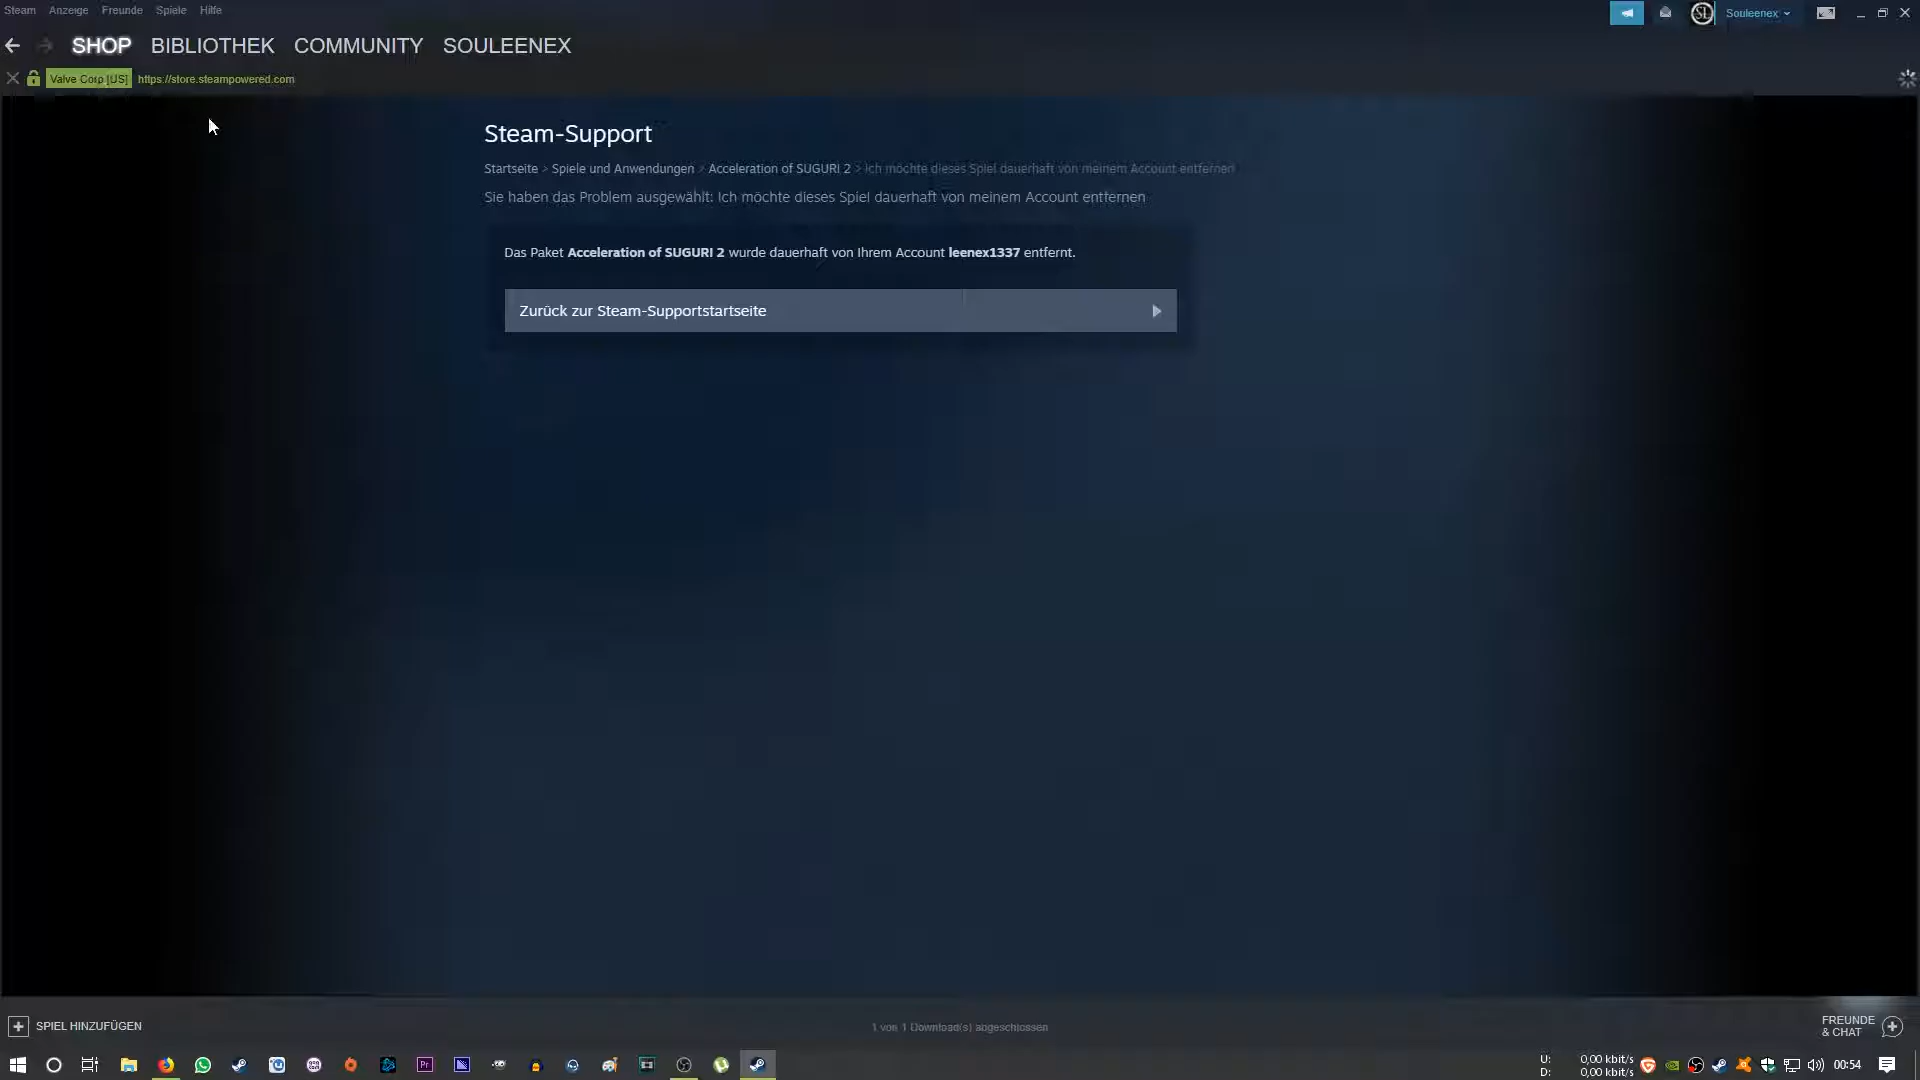 Steam Anzeige Freunde Spiele Hilfe
Souleenex
SHOP BIBLIOTHEK COMMUNITY SOULEENEX
Valve Corp [US] https://store.steampowered.com
Steam-Support
Startseite > Spiele und Anwendungen > Acceleration of SUGURI 2 > Ich möchte dieses Spiel dauerhaft von meinem Account entfernen
Sie haben das Problem ausgewählt: Ich möchte dieses Spiel dauerhaft von meinem Account entfernen
Das Paket Acceleration of SUGURI 2 wurde dauerhaft von Ihrem Account leenex1337 entfernt.
Zurück zur Steam-Supportstartseite
SPIEL HINZUFÜGEN
1 von 1 Download(s) abgeschlossen
FREUNDE
& CHAT
Pr
U: 0,00 kbit/s
D: 0,00 kbit/s
00:54